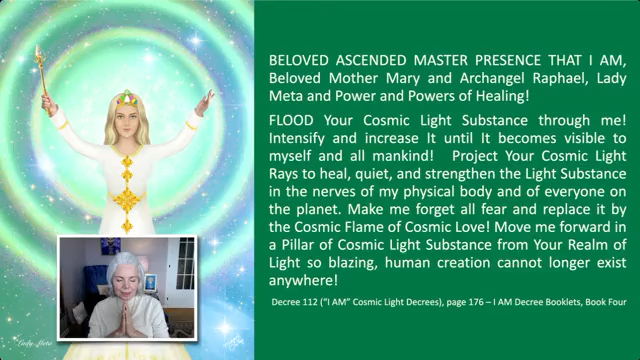 BELOVED ASCENDED MASTER PRESENCE THAT I AM,
Beloved Mother Mary and Archangel Raphael, Lady
Meta and Power and Powers of Healing!
FLOOD Your Cosmic Light Substance through me!
Intensify and increase It until It becomes visible to
myself and all mankind! Project Your Cosmic Light
Rays to heal, quiet, and strengthen the Light Substance
in the nerves of my physical body and of everyone on
the planet. Make me forget all fear and replace it by
the Cosmic Flame of Cosmic Love! Move me forward in
a Pillar of Cosmic Light Substance from Your Realm of
Light so blazing, human creation cannot longer exist
anywhere!
Decree 112 ("I AM" Cosmic Light Decrees), page 176 – I AM Decree Booklets, Book Four
Lady Meta